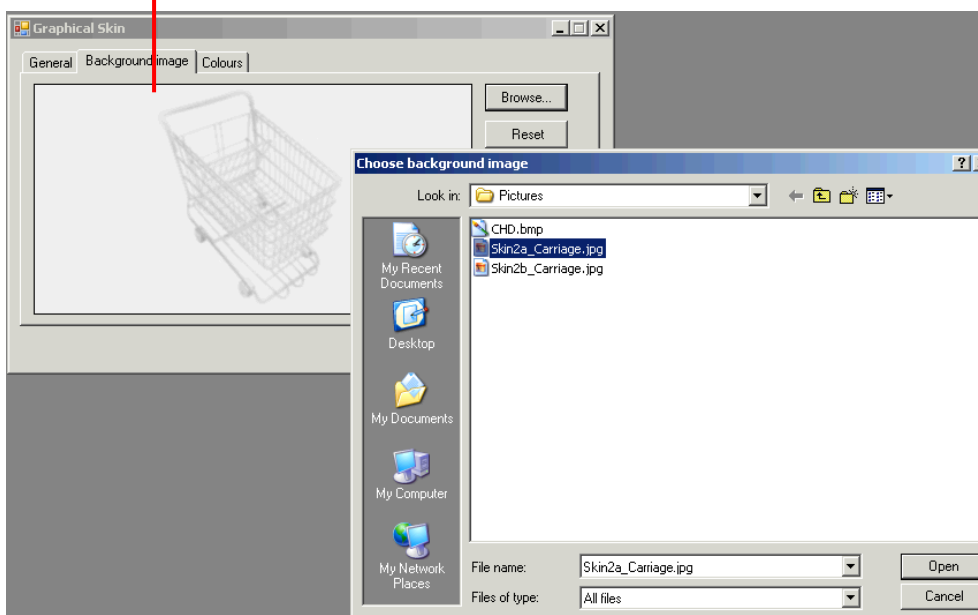 Graphical Skin
General Background image Colours
Browse...
Reset
Choose background image
Look in: Pictures
CHD.bmp
Skin2a_Carriage.jpg
Skin2b_Carriage.jpg
My Recent
Documents
Desktop
My Documents
My Computer
My Network
Places
File name: Skin2a_Carriage.jpg Open
Files of type: All files Cancel